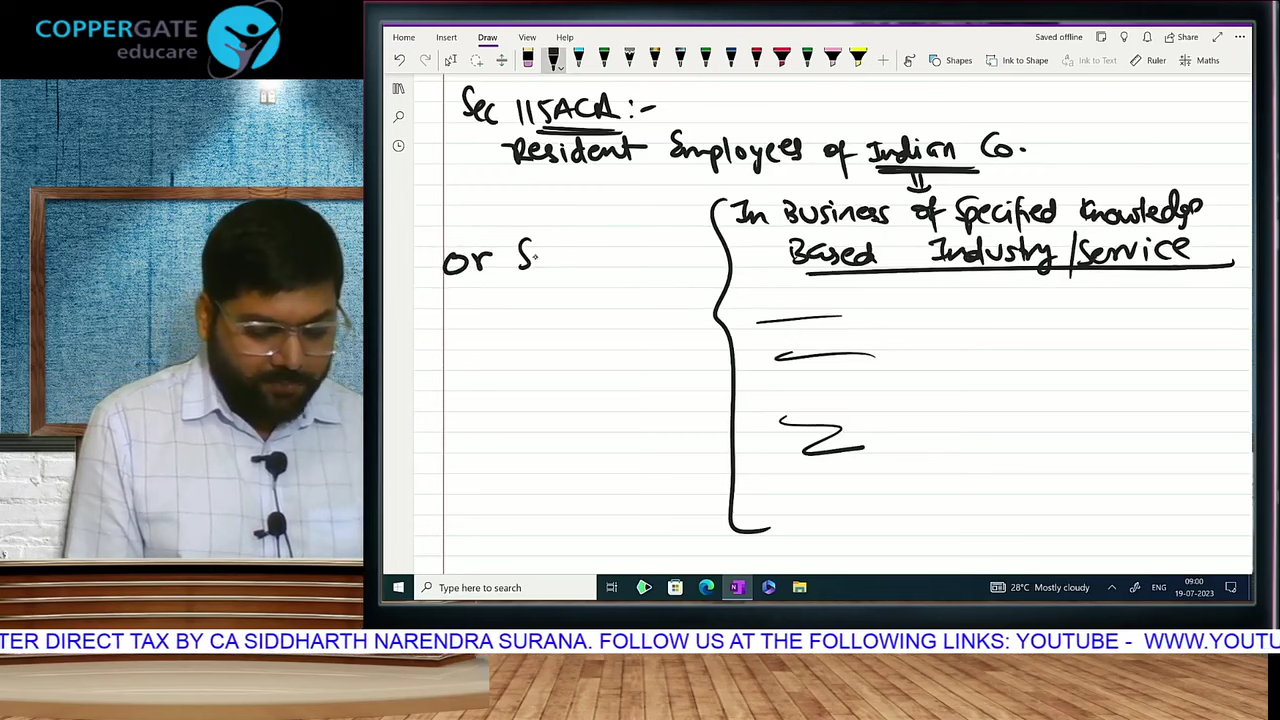 COPPERGATE
educare
Home Insert Draw View Help
Saved offline
Share
Shapes
Ink to Shape
Ink to Text
Ruler
Maths
Sec 115ACA:-
Resident Employees of Indian Co.
In Business of Specified Knowledge
Based Industry/Service
or S
Type here to search
28°C Mostly cloudy
ENG
09:00
19-07-2023
TER DIRECT TAX BY CA SIDDHARTH NARENDRA SURANA. FOLLOW US AT THE FOLLOWING LINKS: YOUTUBE - WWW.YOUTU